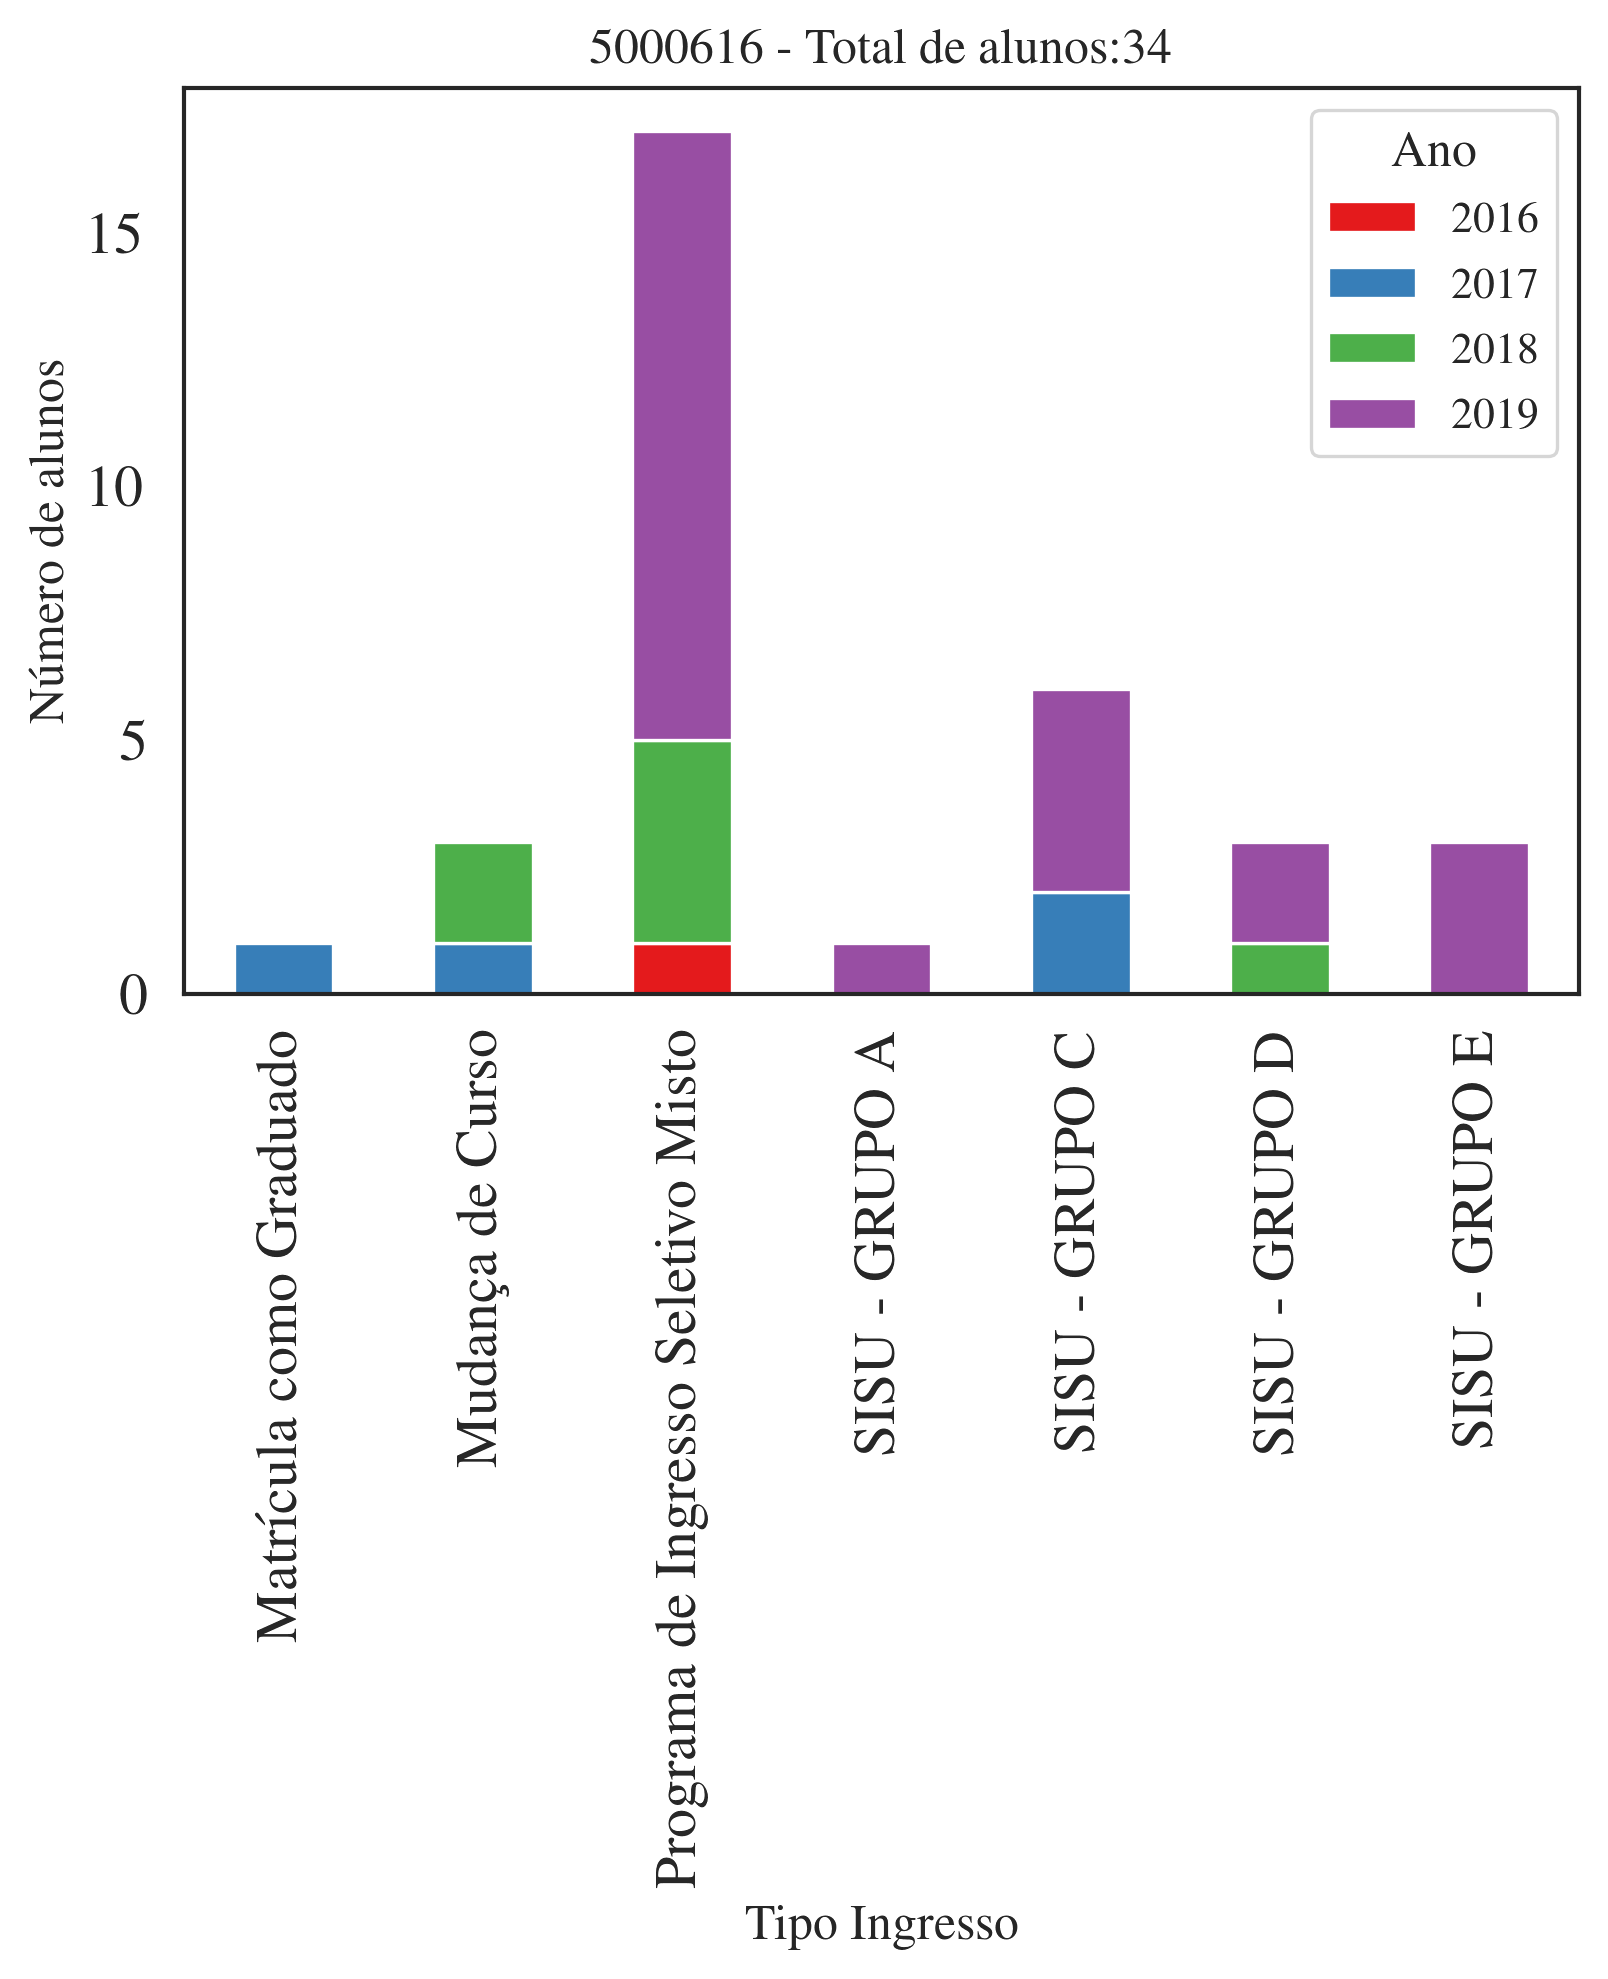 5000616 - Total de alunos:34
Ano
2016
2017
2018
2019
Número de alunos
15
10
5
0
Matrícula como Graduado
Mudança de Curso
Programa de Ingresso Seletivo Misto
SISU - GRUPO A
SISU - GRUPO C
SISU - GRUPO D
SISU - GRUPO E
Tipo Ingresso